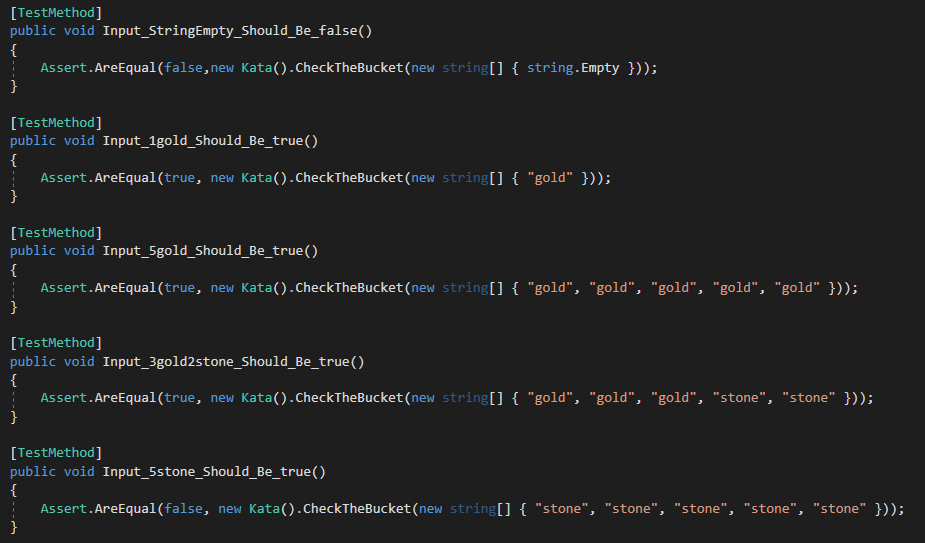 [TestMethod]
public void Input_StringEmpty_Should_Be_false()
{
    Assert.AreEqual(false,new Kata().CheckTheBucket(new string[] { string.Empty }));
}
[TestMethod]
public void Input_1gold_Should_Be_true()
{
    Assert.AreEqual(true, new Kata().CheckTheBucket(new string[] { "gold" }));
}
[TestMethod]
public void Input_5gold_Should_Be_true()
{
    Assert.AreEqual(true, new Kata().CheckTheBucket(new string[] { "gold", "gold", "gold", "gold", "gold" }));
}
[TestMethod]
public void Input_3gold2stone_Should_Be_true()
{
    Assert.AreEqual(true, new Kata().CheckTheBucket(new string[] { "gold", "gold", "gold", "stone", "stone" }));
}
[TestMethod]
public void Input_5stone_Should_Be_true()
{
    Assert.AreEqual(false, new Kata().CheckTheBucket(new string[] { "stone", "stone", "stone", "stone", "stone" }));
}